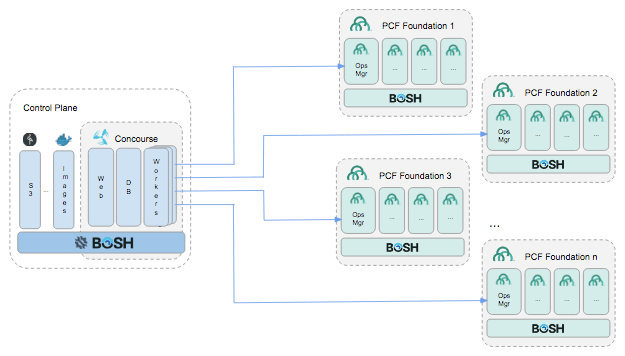 Control Plane
S3
...
Images
Concourse
Web
DB
Workers
BOSH
PCF Foundation 1
Ops
Mgr
...
...
...
BOSH
PCF Foundation 2
Ops
Mgr
...
...
...
BOSH
PCF Foundation 3
Ops
Mgr
...
...
...
BOSH
...
PCF Foundation n
Ops
Mgr
...
...
...
BOSH